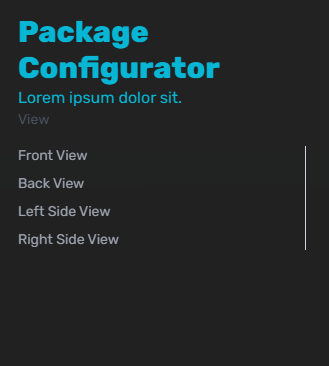 Package
Configurator
Lorem ipsum dolor sit.
View
Front View
Back View
Left Side View
Right Side View